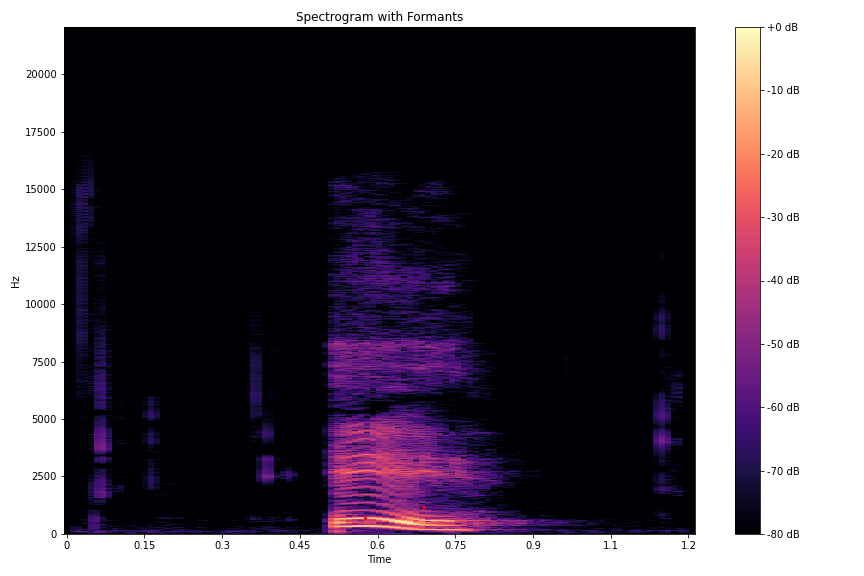 Spectrogram with Formants
Hz
20000
17500
15000
12500
10000
7500
5000
2500
0
0
0.15
0.3
0.45
0.6
0.75
0.9
1.1
1.2
Time
+0 dB
-10 dB
-20 dB
-30 dB
-40 dB
-50 dB
-60 dB
-70 dB
-80 dB